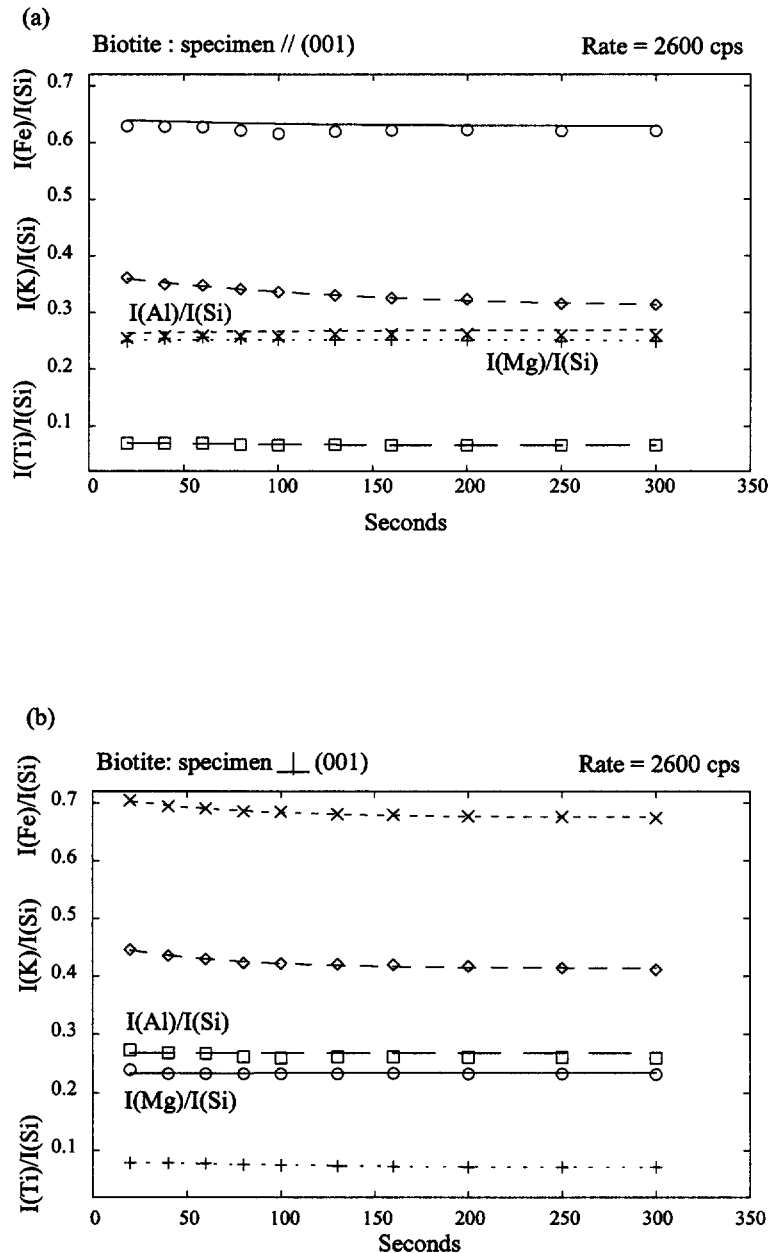 (a)
Biotite : specimen // (001) Rate = 2600 cps
I(Fe)/I(Si)
I(K)/I(Si)
I(Ti)/I(Si)
0.7
0.6
0.5
0.4
0.3
0.2
0.1
I(Al)/I(Si)
I(Mg)/I(Si)
0 50 100 150 200 250 300 350
Seconds
(b)
Biotite: specimen ⊥ (001) Rate = 2600 cps
I(Fe)/I(Si)
I(K)/I(Si)
I(Ti)/I(Si)
0.7
0.6
0.5
0.4
0.3
0.2
0.1
I(Al)/I(Si)
I(Mg)/I(Si)
0 50 100 150 200 250 300 350
Seconds